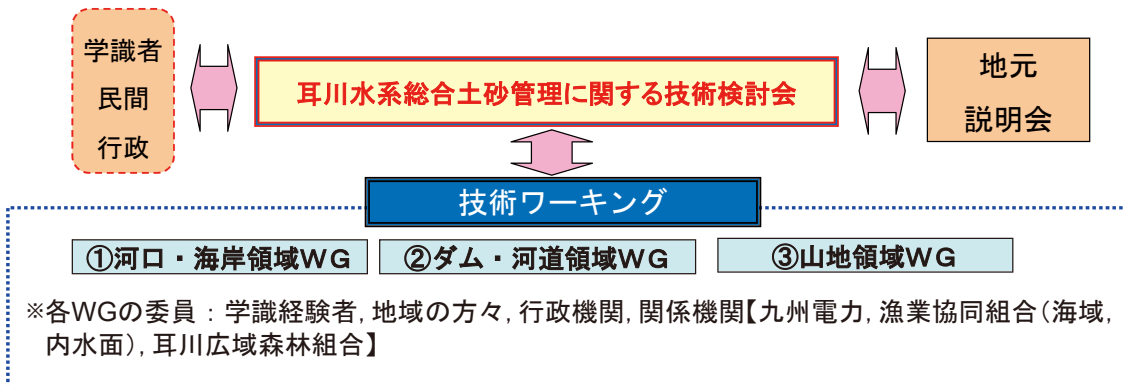 学識者
民間
行政
耳川水系総合土砂管理に関する技術検討会
地元
説明会
技術ワーキング
①河口・海岸領域ＷＧ
②ダム・河道領域ＷＧ
③山地領域ＷＧ
※各WGの委員：学識経験者，地域の方々，行政機関，関係機関【九州電力，漁業協同組合（海域，
内水面），耳川広域森林組合】